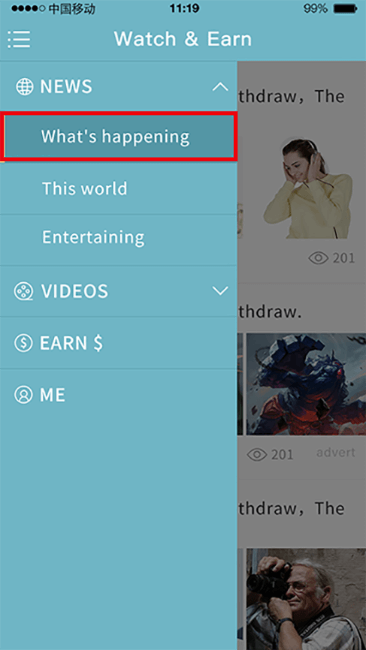 中国移动
11:19
99%
Watch & Earn
NEWS
What's happening
This world
Entertaining
VIDEOS
EARN $
ME
thdraw，The
201
thdraw.
201
advert
thdraw，The